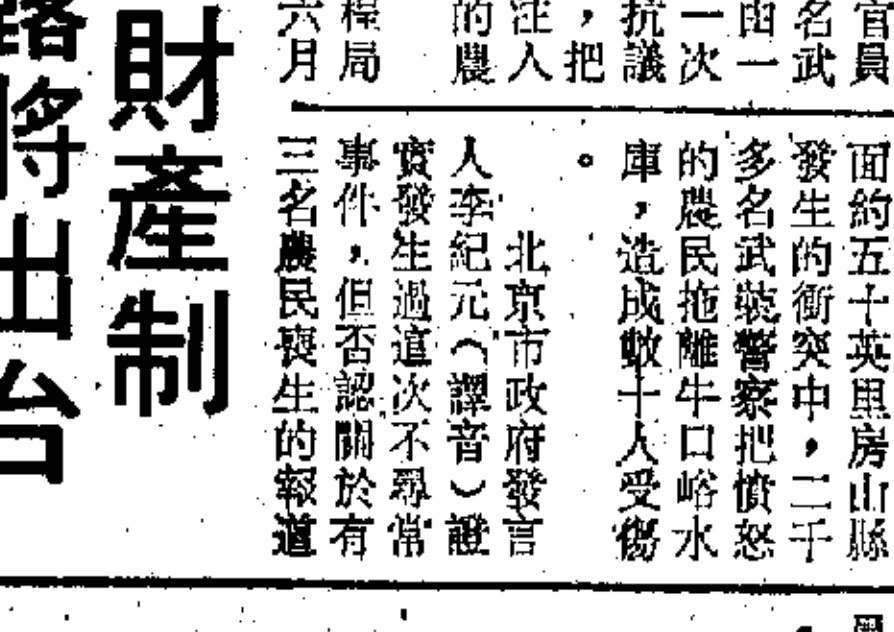 官員
名武
由一
一次
抗議
，把
汪人
的農
程局
六月
面約五十英里房山縣
發生的衝突中，二千
多名武裝警察把憤怒
的農民拖離牛口峪水
庫，造成數十人受傷
。
北京市政府發言
人李紀元（譯音）證
實發生過這次不尋常
事件，但否認關於有
三名農民喪生的報道
財產制
路將出台